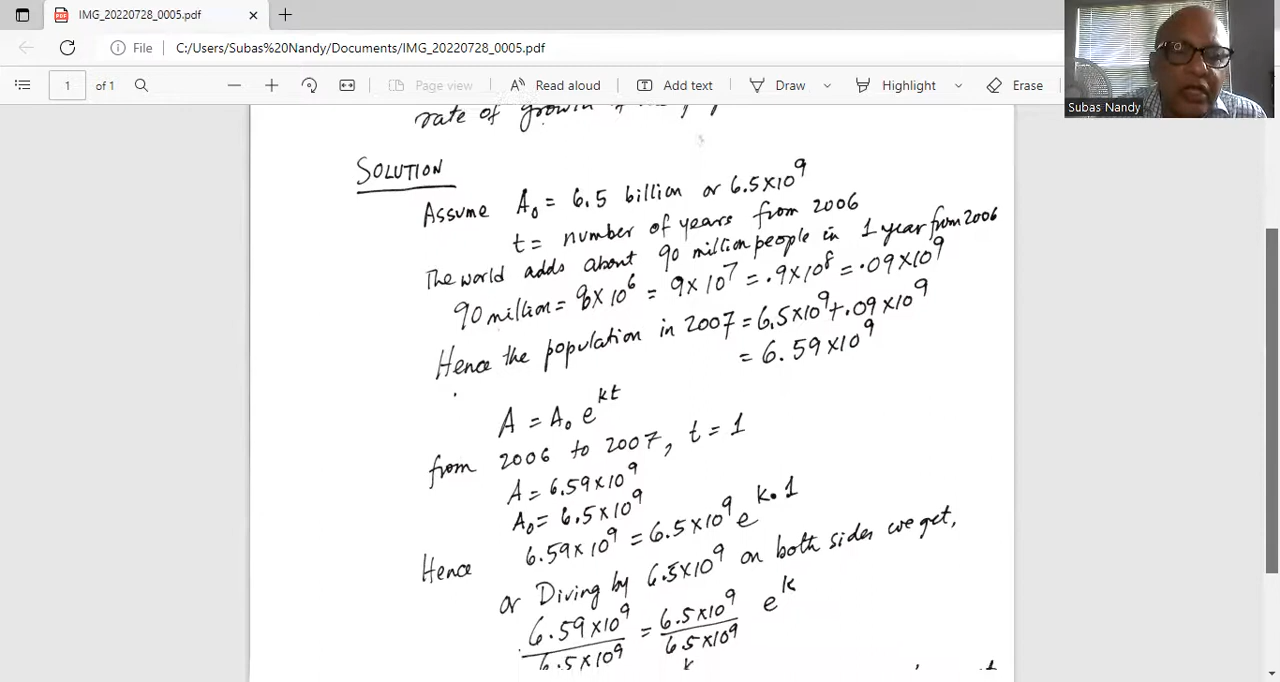 IMG_20220728_0005.pdf
File C:/Users/Subas%20Nandy/Documents/IMG_20220728_0005.pdf
1 of 1 Page view Read aloud Add text Draw Highlight Erase
Subas Nandy
rate of growth
SOLUTION
Assume A₀ = 6.5 billion or 6.5×10⁹
t = number of years from 2006
The world adds about 90 million people in 1 year from 2006
90 million = 90×10⁶ = 9×10⁷ = .9×10⁸ = .09×10⁹
Hence the population in 2007 = 6.5×10⁹+.09×10⁹
= 6.59×10⁹
A = A₀ e^kt
from 2006 to 2007, t = 1
A = 6.59×10⁹
A₀ = 6.5×10⁹
Hence 6.59×10⁹ = 6.5×10⁹ e^k.1
or Diving by 6.5×10⁹ on both sides we get,
6.59×10⁹/6.5×10⁹ = 6.5×10⁹/6.5×10⁹ e^k